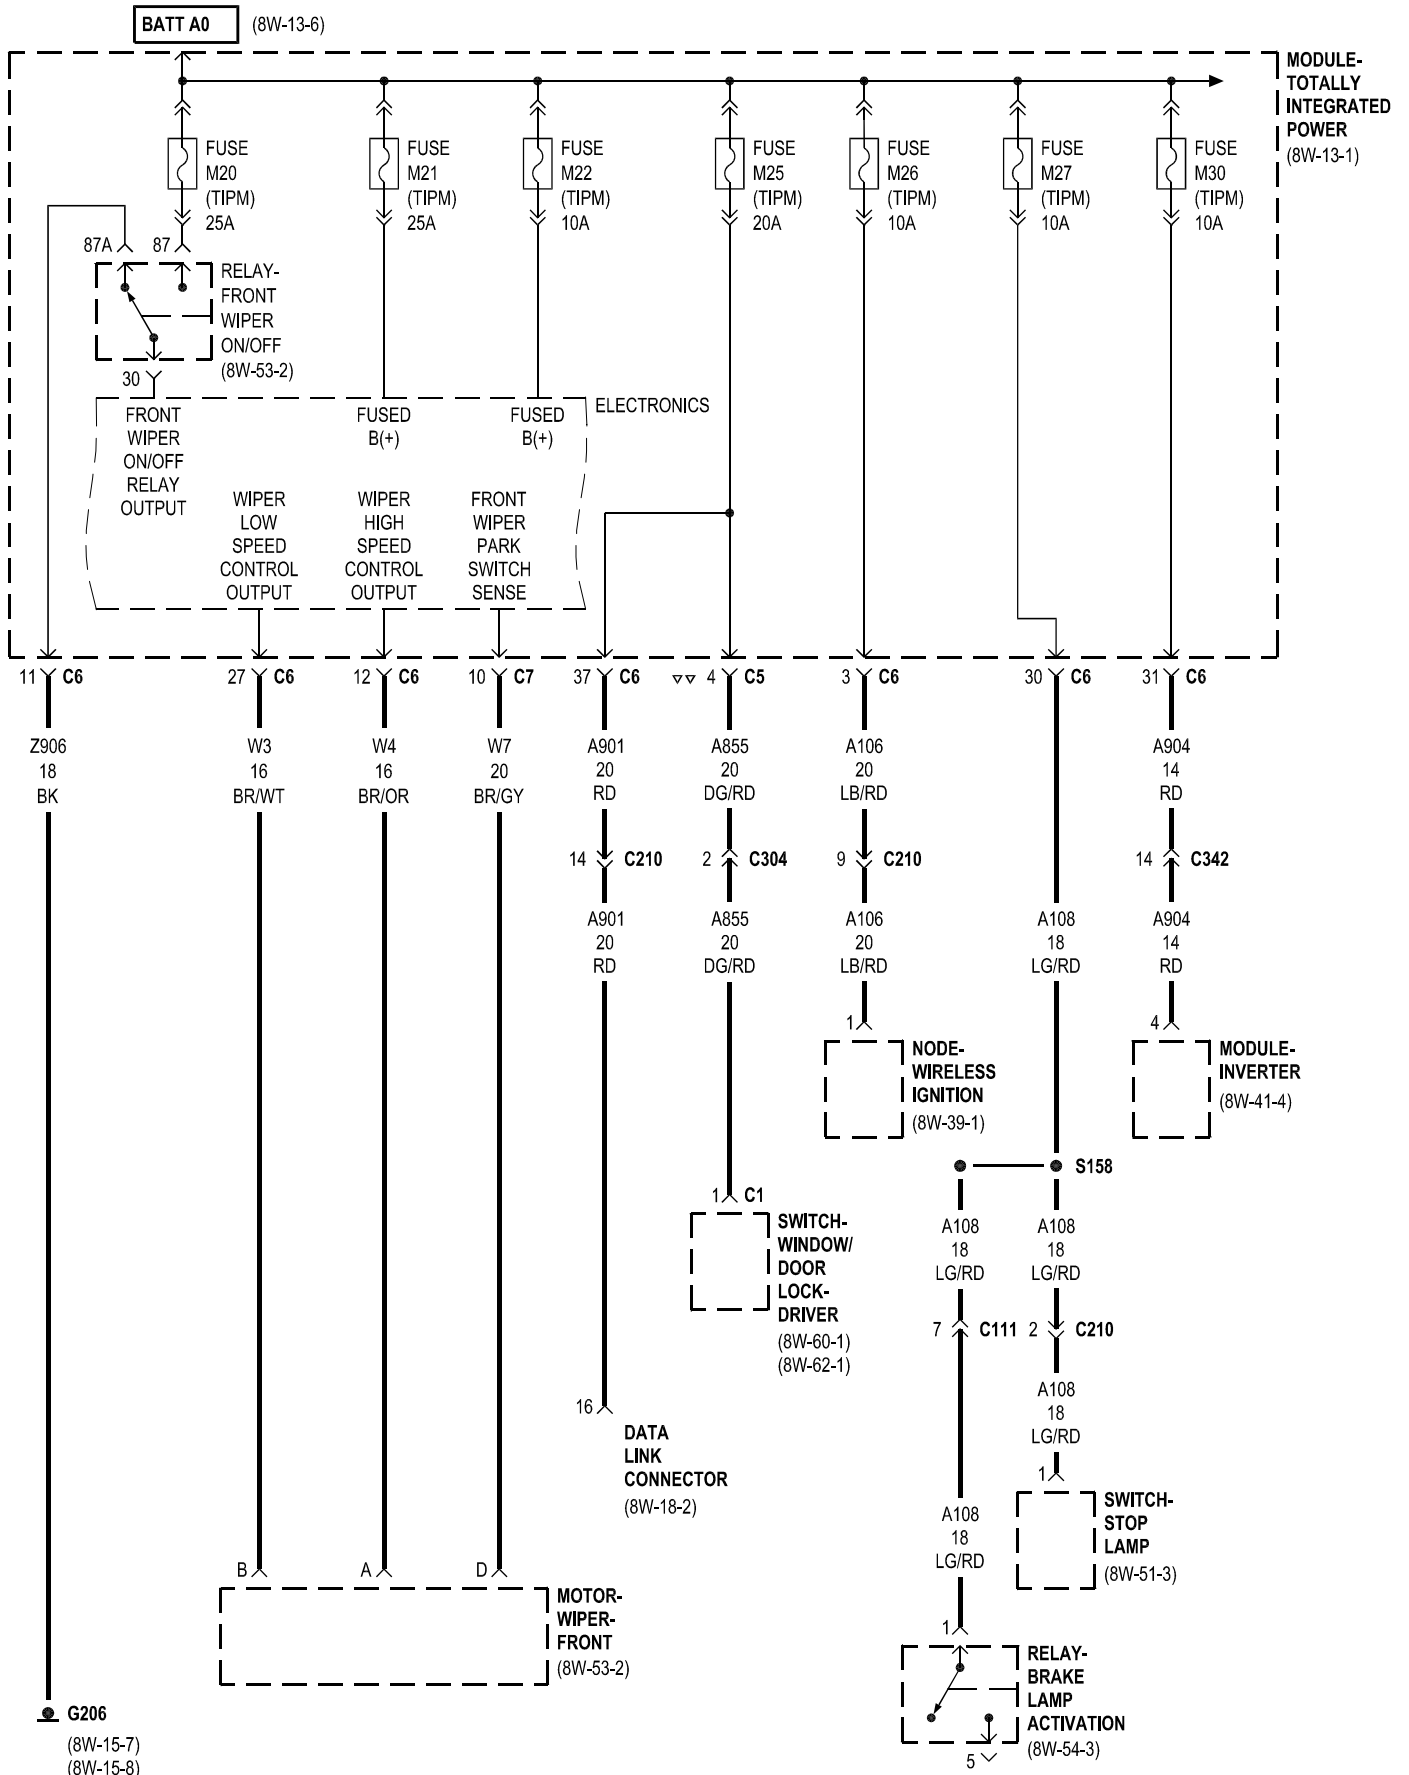 BATT A0 (8W-13-6)
MODULE-
TOTALLY
INTEGRATED
POWER
(8W-13-1)
FUSE
M20
(TIPM)
25A
FUSE
M21
(TIPM)
25A
FUSE
M22
(TIPM)
10A
FUSE
M25
(TIPM)
20A
FUSE
M26
(TIPM)
10A
FUSE
M27
(TIPM)
10A
FUSE
M30
(TIPM)
10A
87A 87
RELAY-
FRONT
WIPER
ON/OFF
(8W-53-2)
30
ELECTRONICS
FRONT
WIPER
ON/OFF
RELAY
OUTPUT
FUSED
B(+)
FUSED
B(+)
WIPER
LOW
SPEED
CONTROL
OUTPUT
WIPER
HIGH
SPEED
CONTROL
OUTPUT
FRONT
WIPER
PARK
SWITCH
SENSE
11 C6
27 C6
12 C6
10 C7
37 C6
4 C5
3 C6
30 C6
31 C6
Z906
18
BK
W3
16
BR/WT
W4
16
BR/OR
W7
20
BR/GY
A901
20
RD
A855
20
DG/RD
A106
20
LB/RD
A904
14
RD
14 C210
2 C304
9 C210
14 C342
A901
20
RD
A855
20
DG/RD
A106
20
LB/RD
A108
18
LG/RD
A904
14
RD
1
NODE-
WIRELESS
IGNITION
(8W-39-1)
4
MODULE-
INVERTER
(8W-41-4)
S158
1 C1
SWITCH-
WINDOW/
DOOR
LOCK-
DRIVER
(8W-60-1)
(8W-62-1)
A108
18
LG/RD
A108
18
LG/RD
7 C111
2 C210
A108
18
LG/RD
16
DATA
LINK
CONNECTOR
(8W-18-2)
1
SWITCH-
STOP
LAMP
(8W-51-3)
A108
18
LG/RD
B
A
D
MOTOR-
WIPER-
FRONT
(8W-53-2)
1
RELAY-
BRAKE
LAMP
ACTIVATION
(8W-54-3)
5
G206
(8W-15-7)
(8W-15-8)